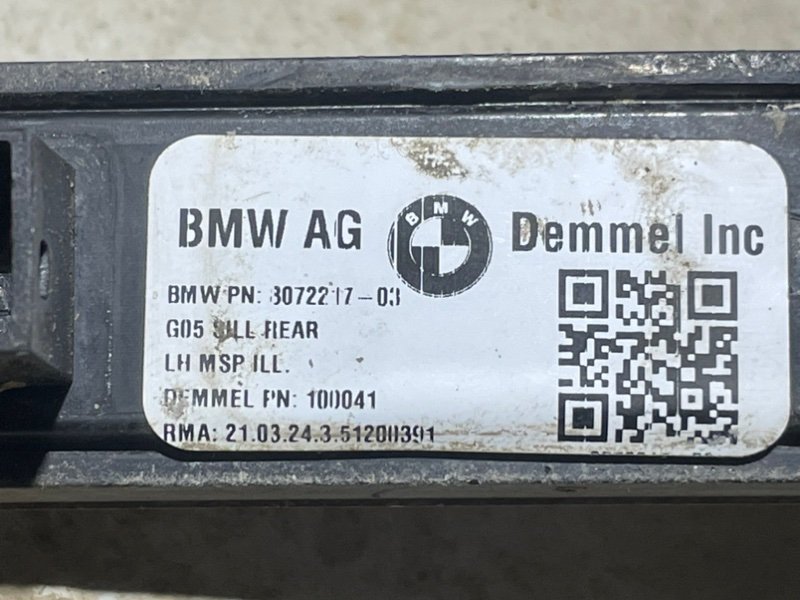 BMW AG BMW Demmel Inc
BMW PN: 8072217-03
G05 SILL REAR
LH MSP ILL.
DEMMEL PN: 100041
RMA: 21.03.24.3.51200391